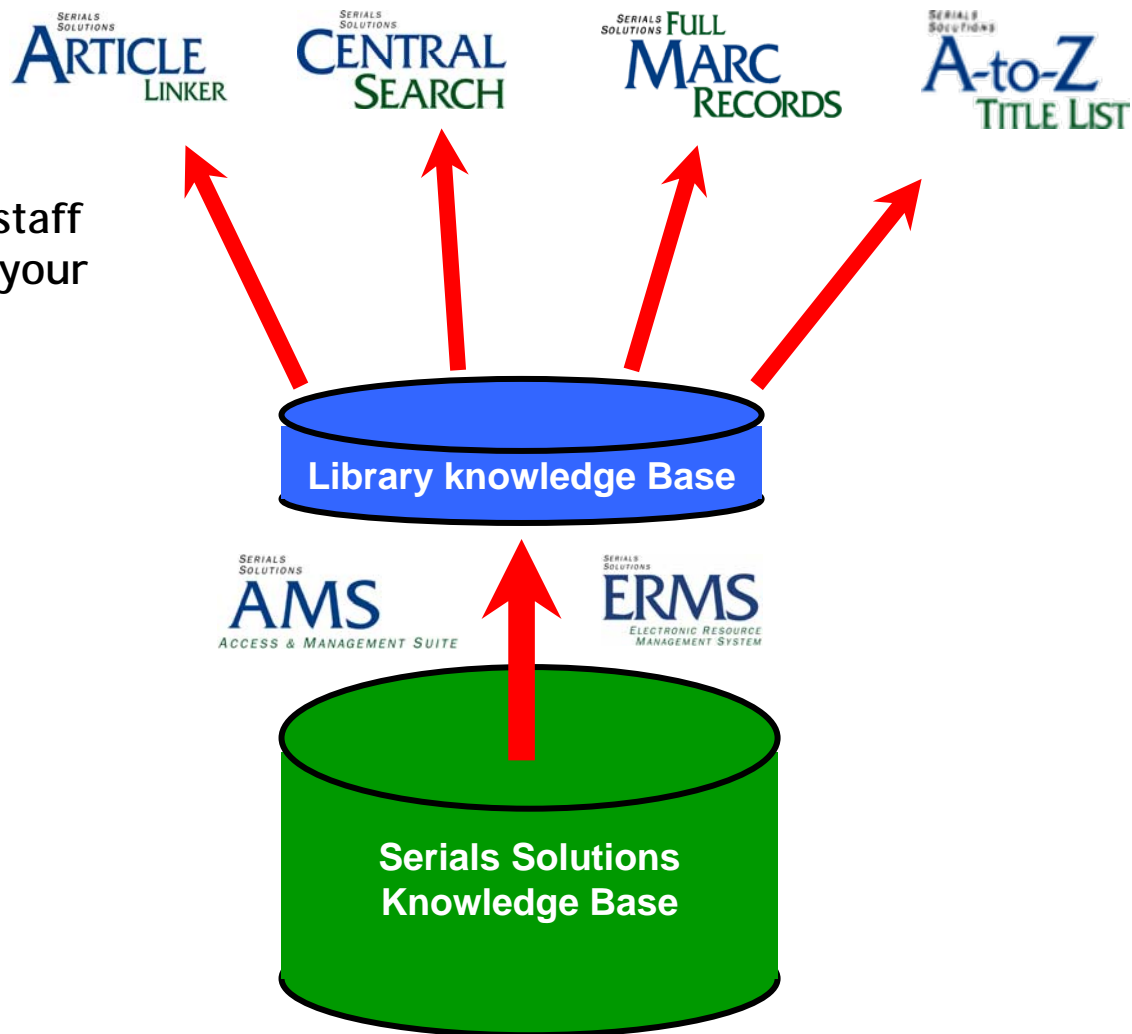 SERIALS
SOLUTIONS
ARTICLE
LINKER
SERIALS
SOLUTIONS
CENTRAL
SEARCH
SERIALS
SOLUTIONS FULL
MARC
RECORDS
SERIALS
SOLUTIONS
A-to-Z
TITLE LIST
staff
your
Library knowledge Base
SERIALS
SOLUTIONS
AMS
ACCESS & MANAGEMENT SUITE
SERIALS
SOLUTIONS
ERMS
ELECTRONIC RESOURCE
MANAGEMENT SYSTEM
Serials Solutions
Knowledge Base